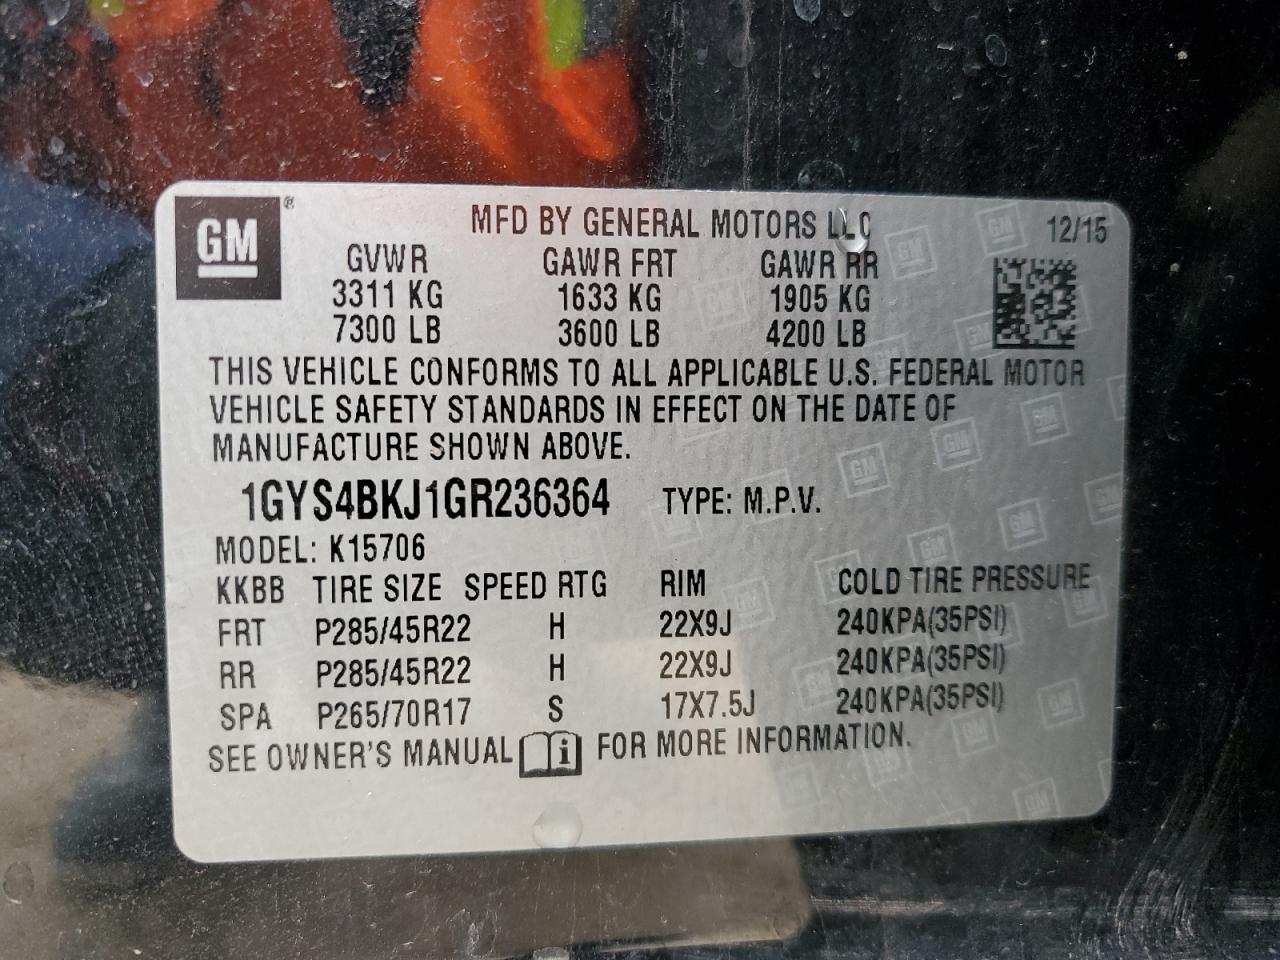 GM ® MFD BY GENERAL MOTORS LLC 12/15
GVWR GAWR FRT GAWR RR
3311 KG 1633 KG 1905 KG
7300 LB 3600 LB 4200 LB
THIS VEHICLE CONFORMS TO ALL APPLICABLE U.S. FEDERAL MOTOR
VEHICLE SAFETY STANDARDS IN EFFECT ON THE DATE OF
MANUFACTURE SHOWN ABOVE.
1GYS4BKJ1GR236364 TYPE: M.P.V.
MODEL: K15706
KKBB TIRE SIZE SPEED RTG RIM COLD TIRE PRESSURE
FRT P285/45R22 H 22X9J 240KPA(35PSI)
RR P285/45R22 H 22X9J 240KPA(35PSI)
SPA P265/70R17 S 17X7.5J 240KPA(35PSI)
SEE OWNER'S MANUAL i FOR MORE INFORMATION.